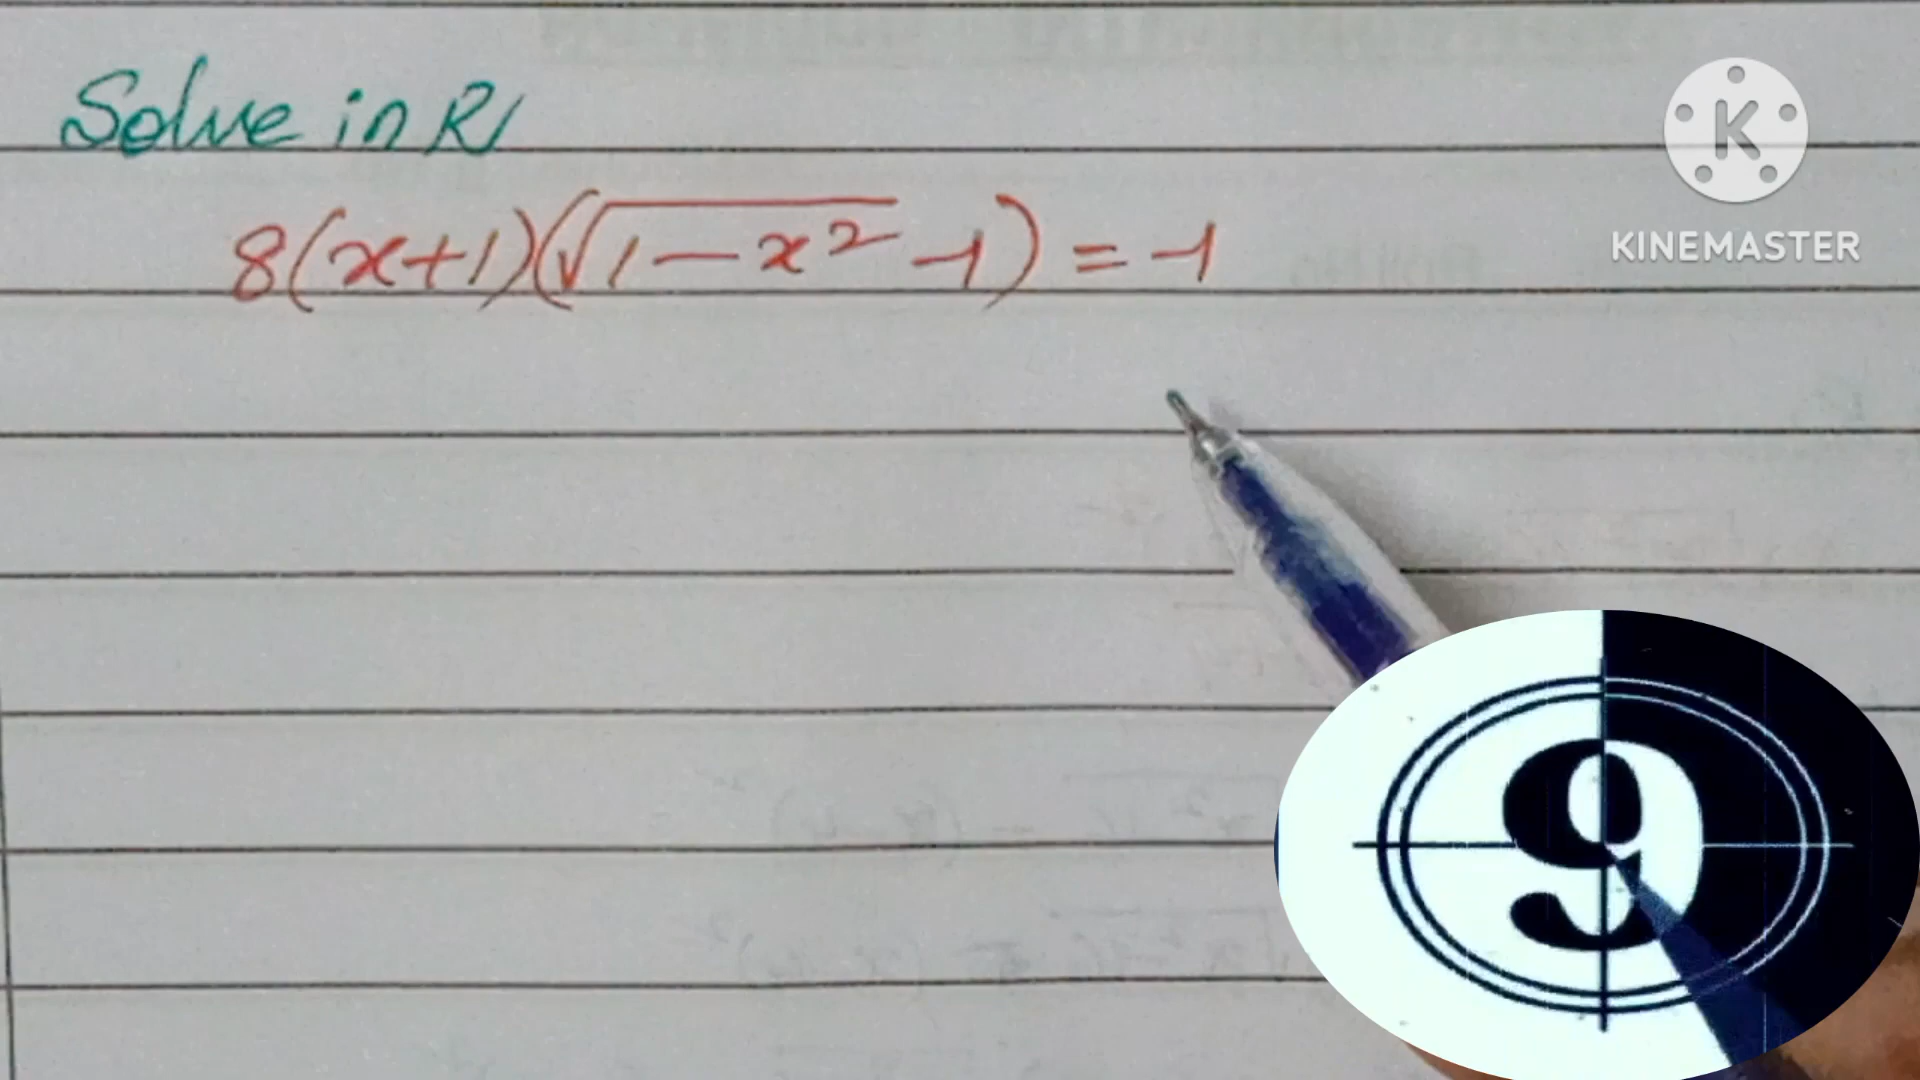 Solve in R
8(x+1)(√1-x² -1) = -1
K
KINEMASTER
9